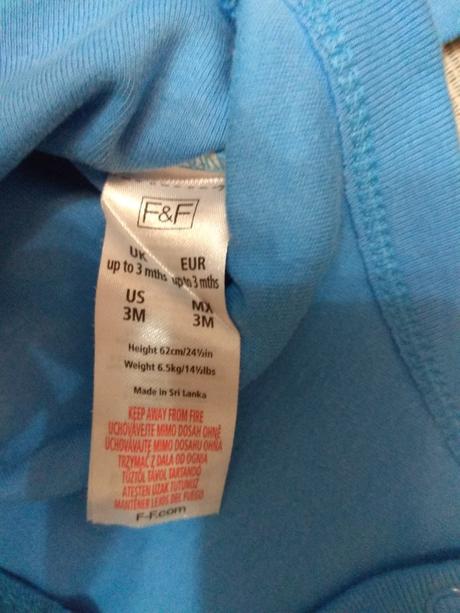 F&F
UK EUR
up to 3 mths up to 3 mths
US MX
3M 3M
Height 62cm/24½in
Weight 6.5kg/14½lbs
Made in Sri Lanka
KEEP AWAY FROM FIRE
UCHOVÁVEJTE MIMO DOSAH OHNĚ
UCHOVÁVAJTE MIMO DOSAHU OHŇA
TRZYMAĆ Z DALA OD OGNIA
TŰZTŐL TÁVOL TARTANDÓ
ATEŞTEN UZAK TUTUNUZ
MANTENER LEJOS DEL FUEGO
F-F.com